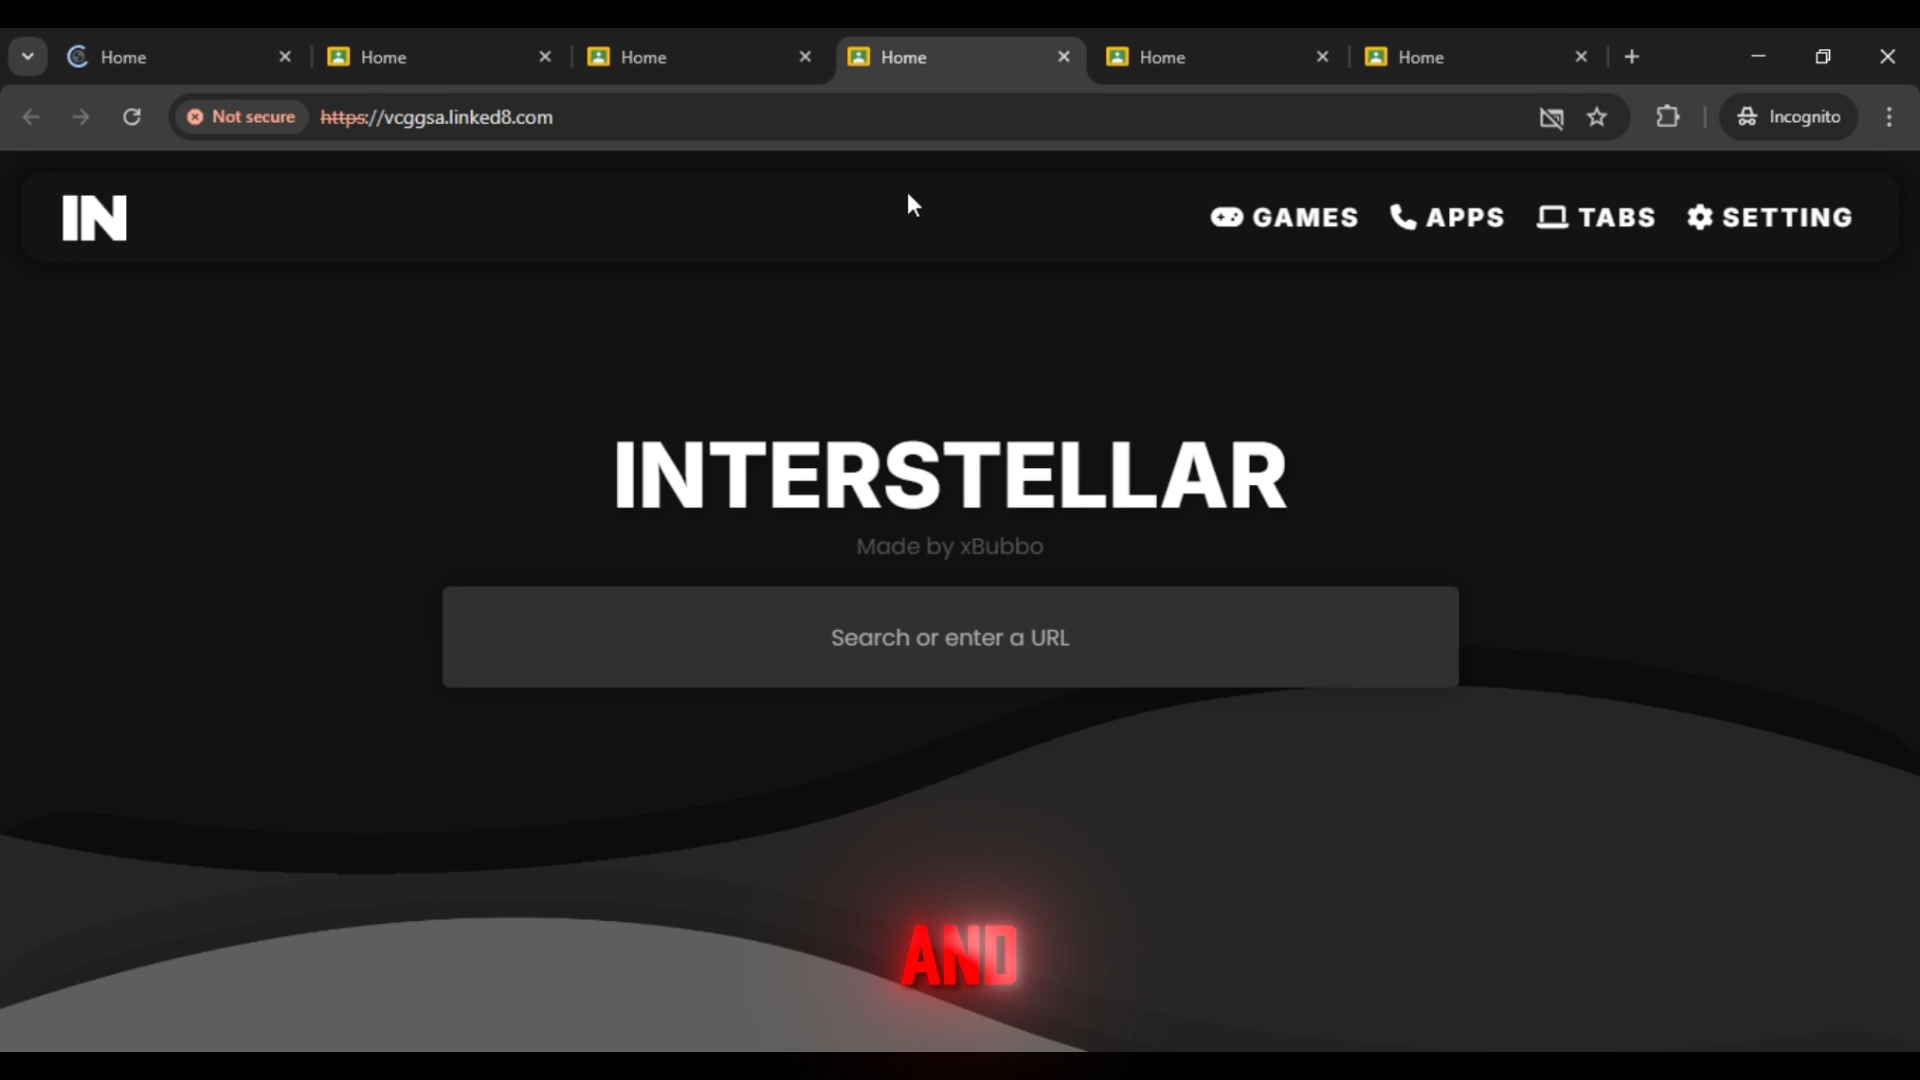 Home Home Home Home Home Home
Not secure https://vcggsa.linked8.com Incognito
IN GAMES APPS TABS SETTING
INTERSTELLAR
Made by xBubbo
Search or enter a URL
AND